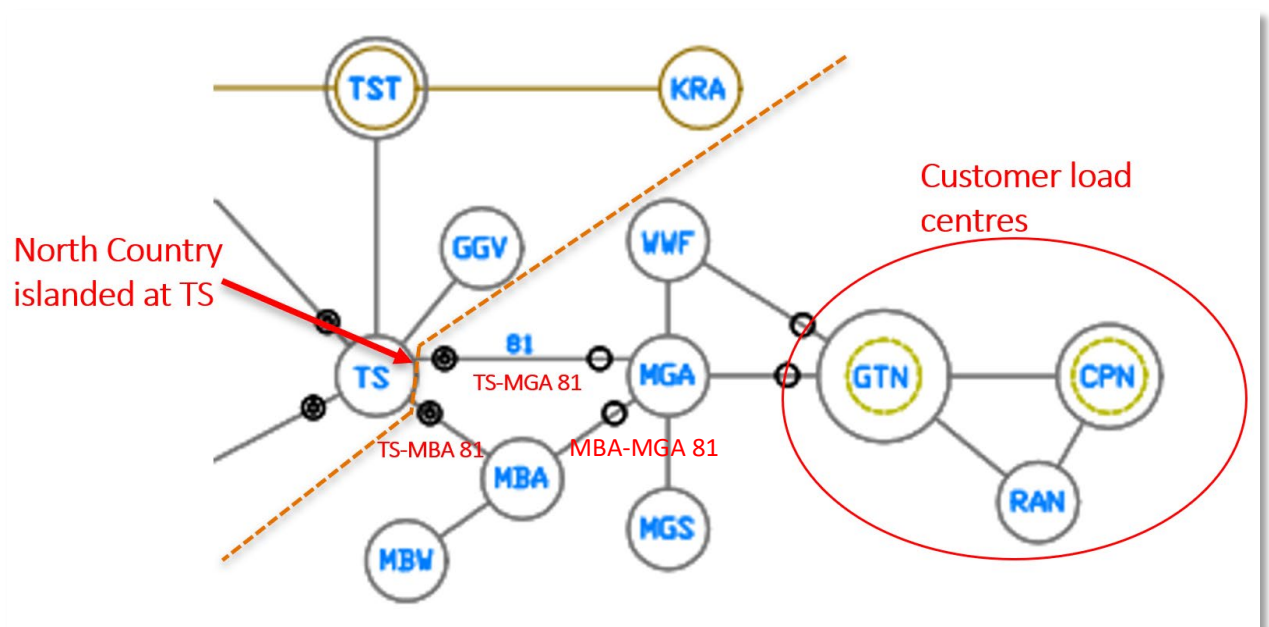 TST
KRA
Customer load
centres
GGV
WWF
North Country
islanded at TS
81
TS
TS-MGA 81
MGA
GTN
CPN
TS-MBA 81
MBA-MGA 81
MBA
RAN
MGS
MBW